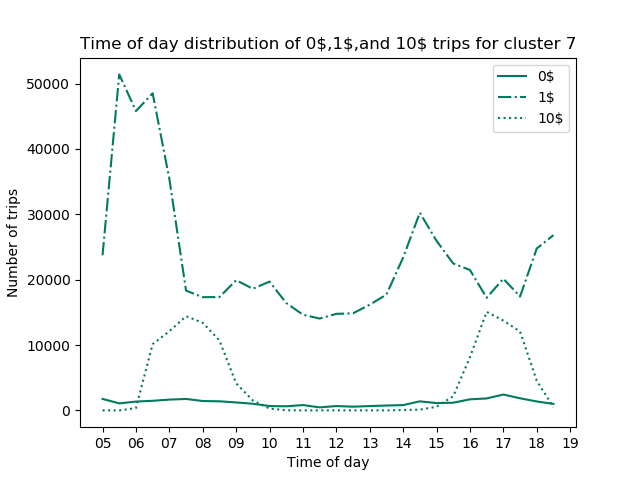 Time of day distribution of 0$,1$,and 10$ trips for cluster 7
0$
1$
10$
50000
40000
30000
20000
10000
0
Number of trips
05 06 07 08 09 10 11 12 13 14 15 16 17 18 19
Time of day